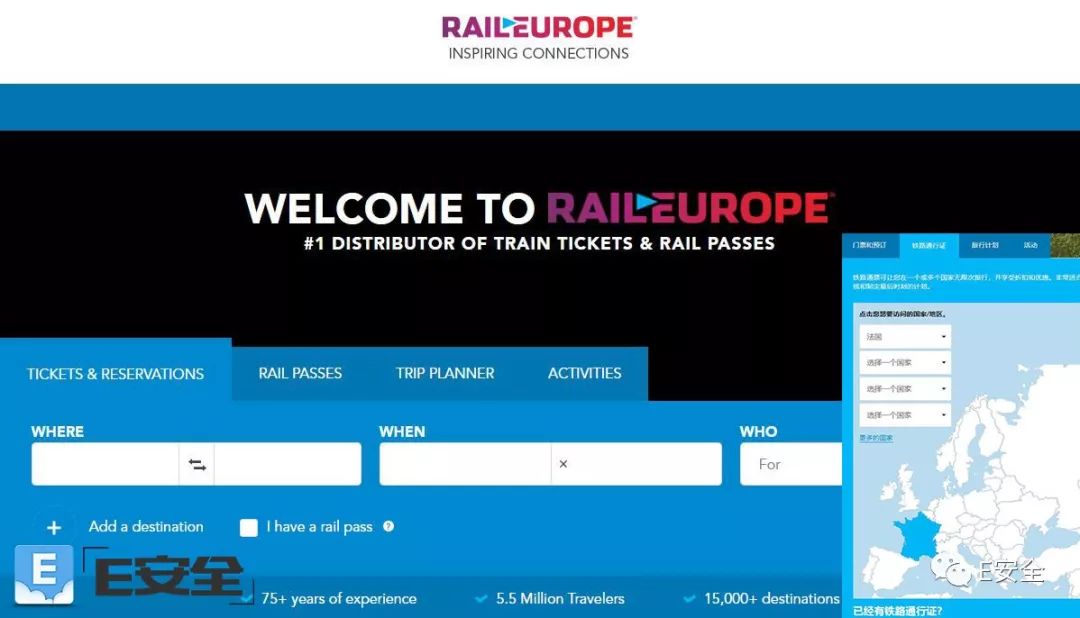 RAILEUROPE
INSPIRING CONNECTIONS
WELCOME TO RAILEUROPE
#1 DISTRIBUTOR OF TRAIN TICKETS & RAIL PASSES
TICKETS & RESERVATIONS
RAIL PASSES
TRIP PLANNER
ACTIVITIES
WHERE
WHEN
WHO
×
For
+ Add a destination
I have a rail pass ?
75+ years of experience
5.5 Million Travelers
15,000+ destinations
E
E安全
门票和预订
铁路通行证
旅行计划
活动
点击您想要访问的国家/地区。
法国
选择一个国家
选择一个国家
选择一个国家
更多的国家
E安全
已经有铁路通行证?